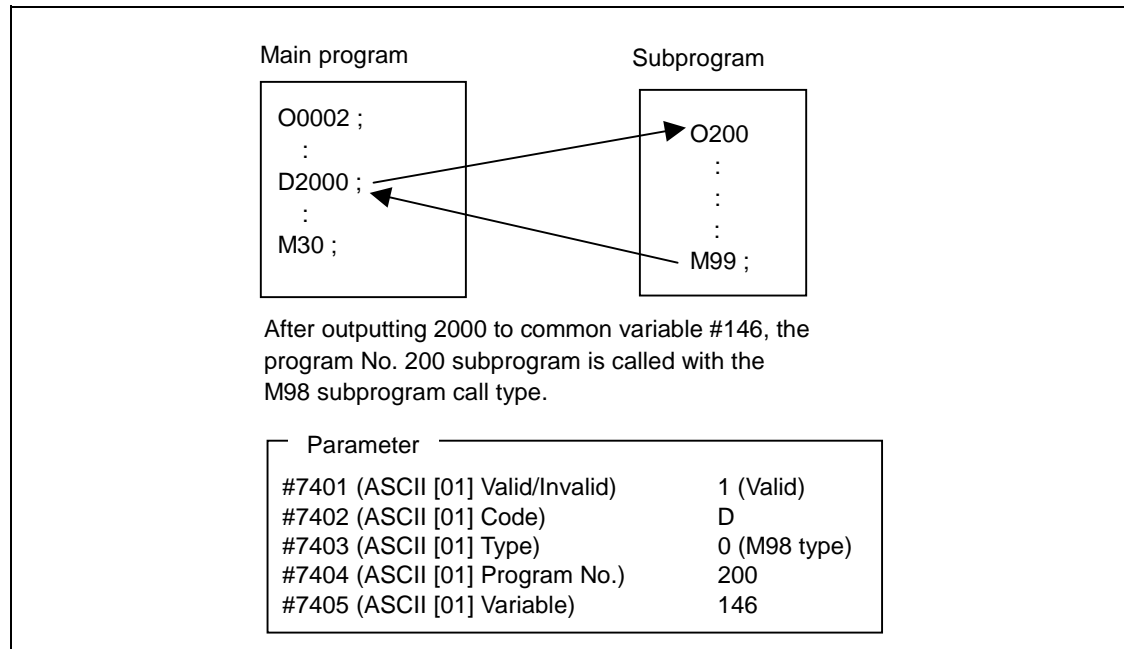 Main program
O0002 ;
:
D2000 ;
:
M30 ;
Subprogram
O200
:
:
:
M99 ;
After outputting 2000 to common variable #146, the
program No. 200 subprogram is called with the
M98 subprogram call type.
Parameter
#7401 (ASCII [01] Valid/Invalid) 1 (Valid)
#7402 (ASCII [01] Code) D
#7403 (ASCII [01] Type) 0 (M98 type)
#7404 (ASCII [01] Program No.) 200
#7405 (ASCII [01] Variable) 146